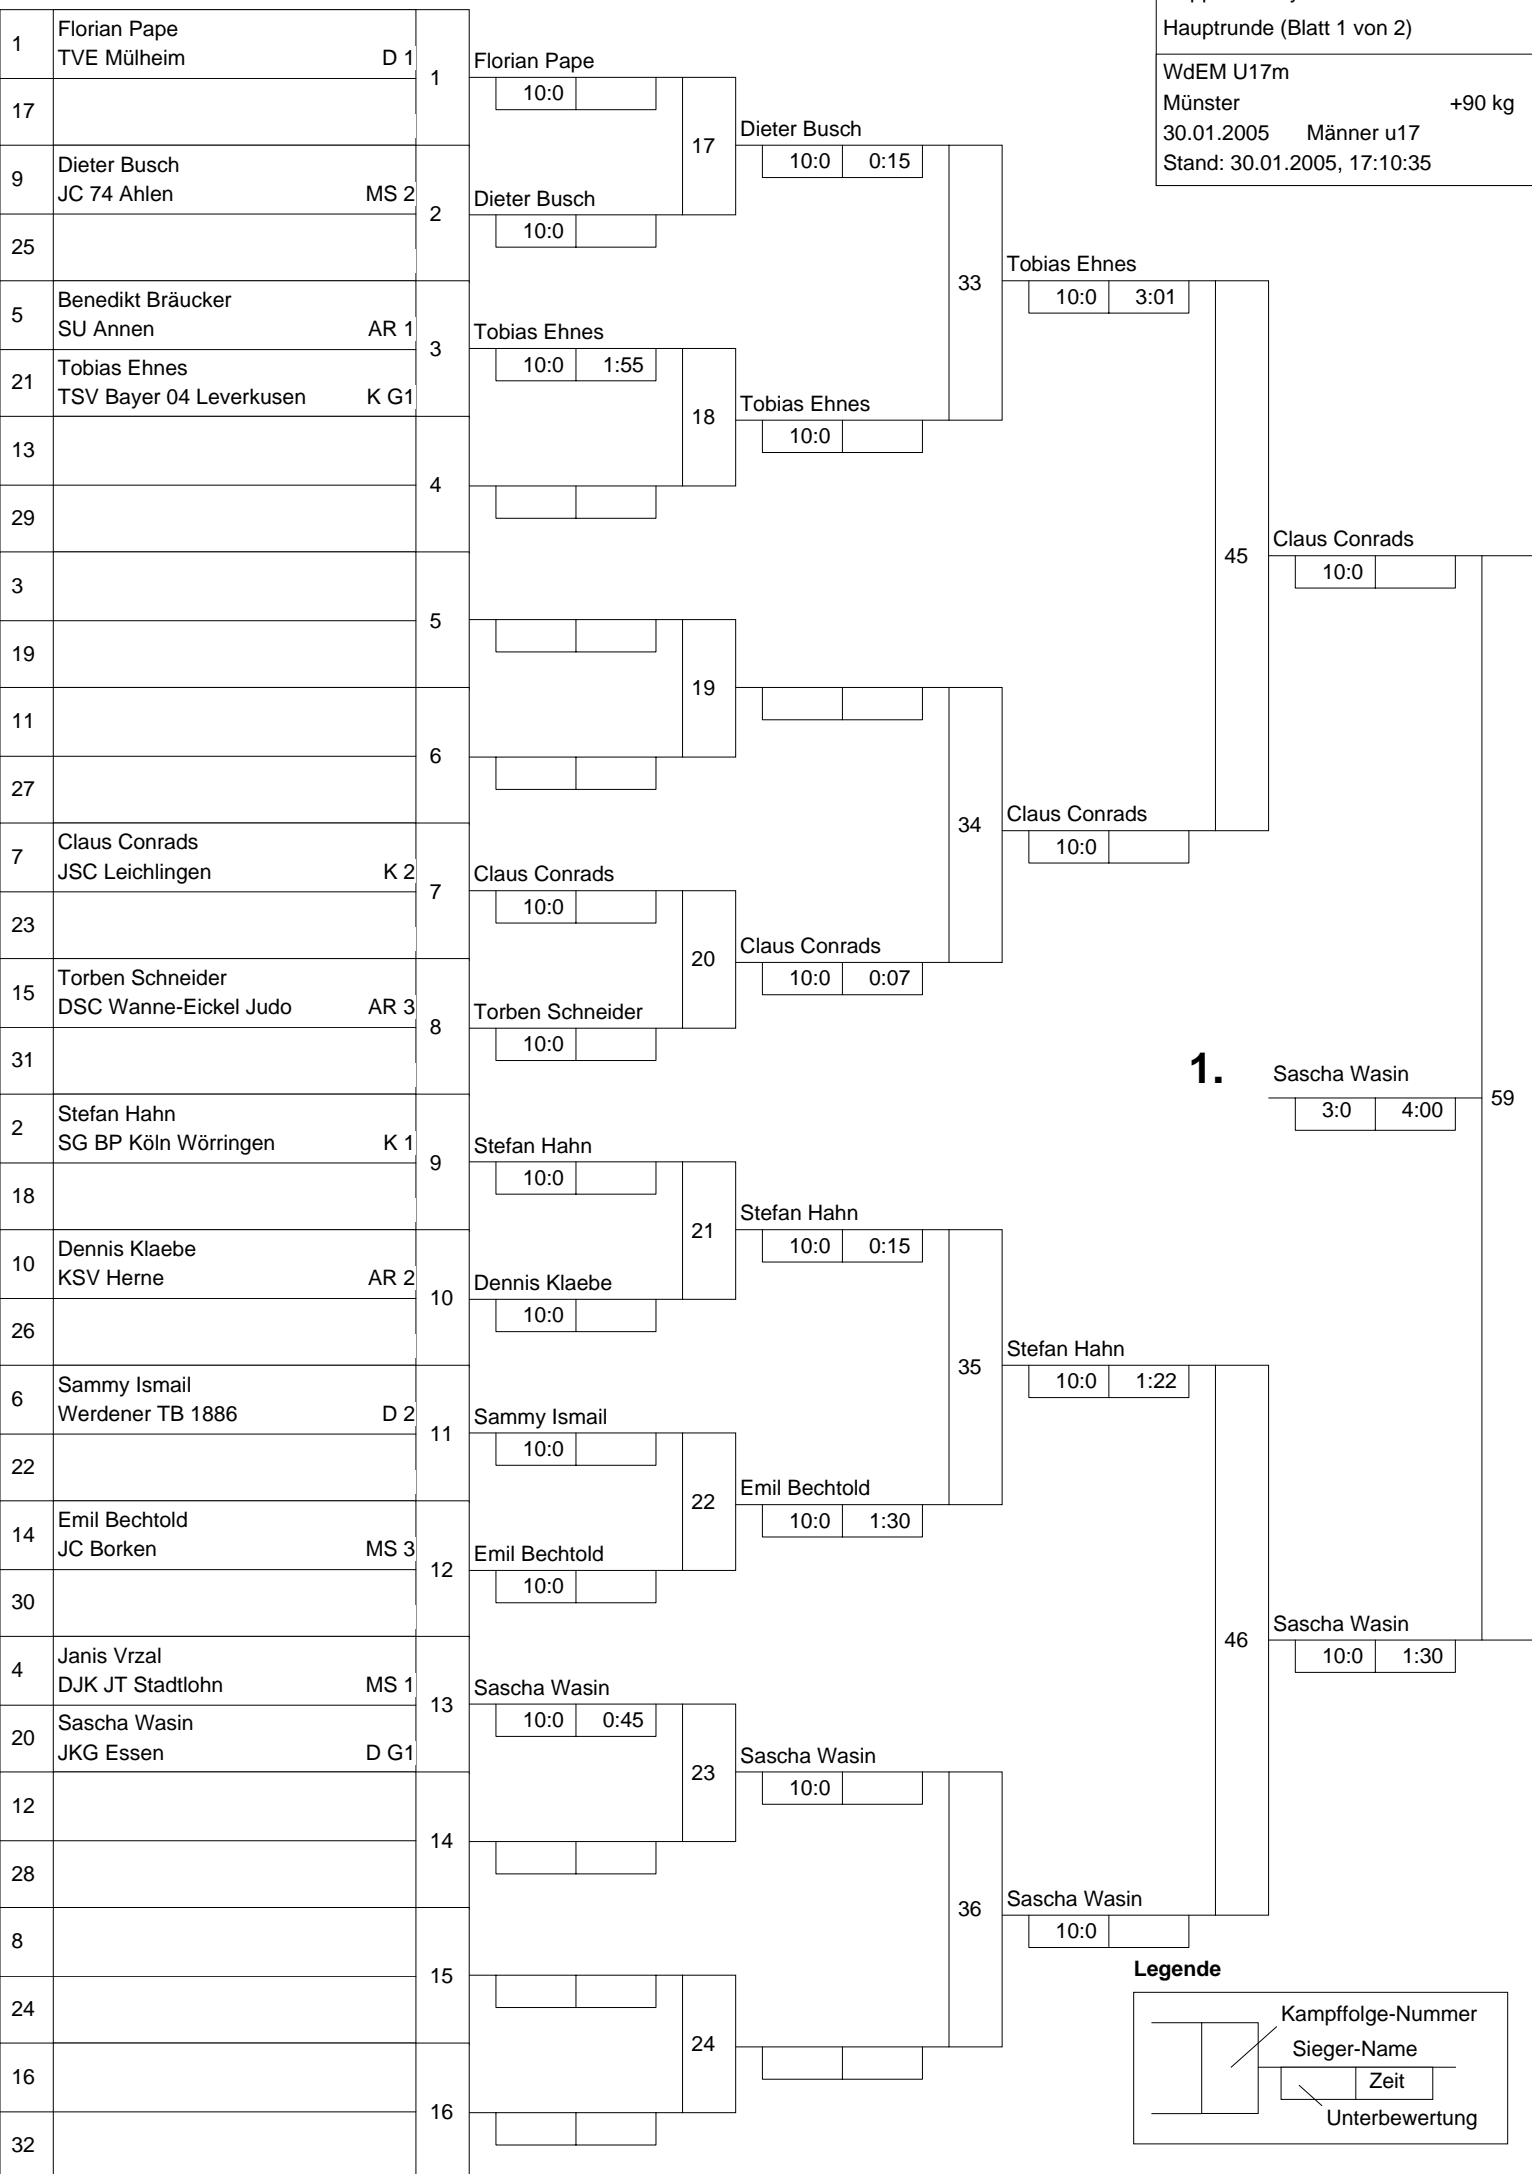 Hauptrunde (Blatt 1 von 2)
WdEM U17m
Münster +90 kg
30.01.2005 Männer u17
Stand: 30.01.2005, 17:10:35
1 Florian Pape
TVE Mülheim D 1
17
1
9 Dieter Busch
JC 74 Ahlen MS 2
25
2
5 Benedikt Bräucker
SU Annen AR 1
21 Tobias Ehnes
TSV Bayer 04 Leverkusen K G1
3
13
29
4
3
19
5
11
27
6
7 Claus Conrads
JSC Leichlingen K 2
23
7
15 Torben Schneider
DSC Wanne-Eickel Judo AR 3
31
8
2 Stefan Hahn
SG BP Köln Wörringen K 1
18
9
10 Dennis Klaebe
KSV Herne AR 2
26
10
6 Sammy Ismail
Werdener TB 1886 D 2
22
11
14 Emil Bechtold
JC Borken MS 3
30
12
4 Janis Vrzal
DJK JT Stadtlohn MS 1
20 Sascha Wasin
JKG Essen D G1
13
12
28
14
8
24
15
16
32
16
Florian Pape
10:0
17
Dieter Busch
10:0
Tobias Ehnes
10:0 1:55
18
19
Claus Conrads
10:0
20
Torben Schneider
10:0
Stefan Hahn
10:0
21
Dennis Klaebe
10:0
Sammy Ismail
10:0
22
Emil Bechtold
10:0
Sascha Wasin
10:0 0:45
23
24
Dieter Busch
10:0 0:15
33
Tobias Ehnes
10:0
34
Claus Conrads
10:0 0:07
Stefan Hahn
10:0 0:15
35
Emil Bechtold
10:0 1:30
Sascha Wasin
10:0
36
Tobias Ehnes
10:0 3:01
45
Claus Conrads
10:0
Stefan Hahn
10:0 1:22
46
Sascha Wasin
10:0
Claus Conrads
10:0
1. Sascha Wasin
3:0 4:00
59
Sascha Wasin
10:0 1:30
Legende
Kampffolge-Nummer
Sieger-Name
Zeit
Unterbewertung